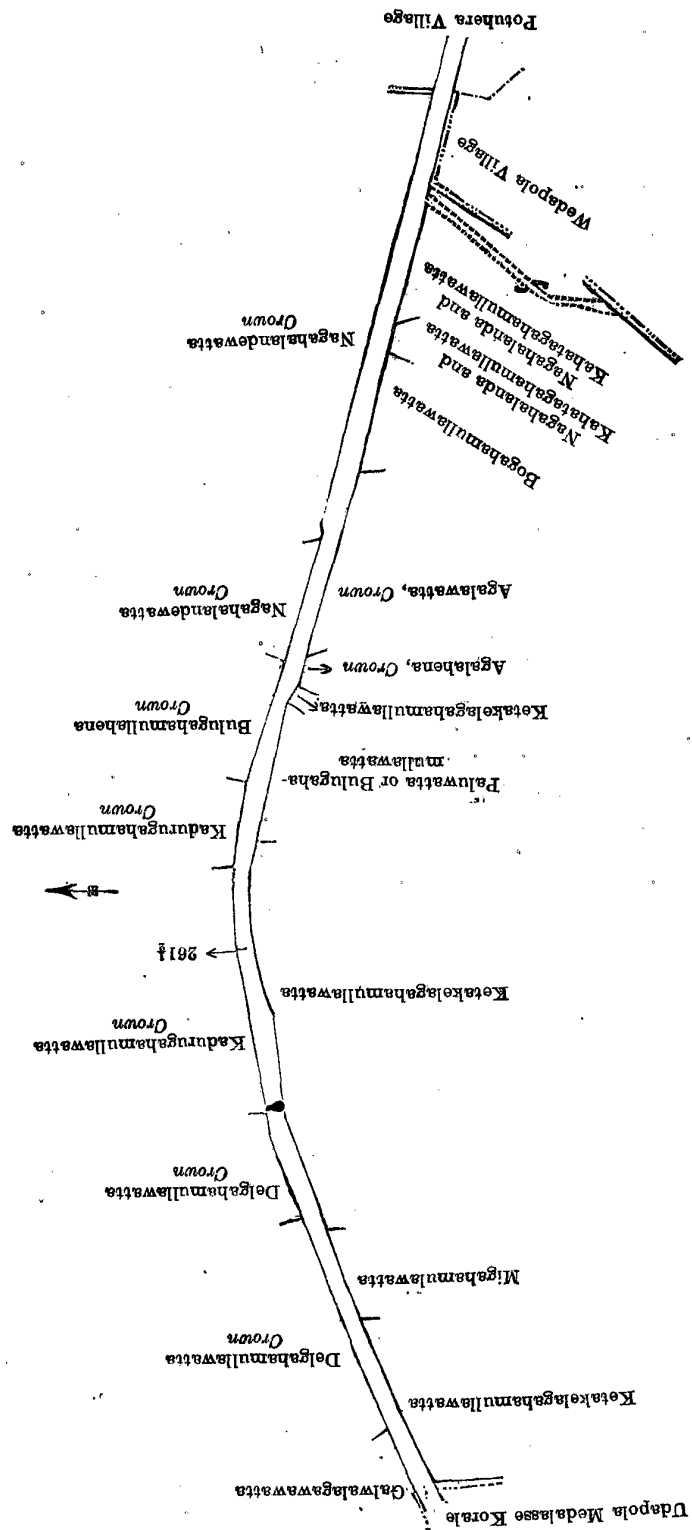 Udapola Medalasse Korale
Galwalagawawatta
Ketakelagahamullawatta
Delgahamullawatta
Crown
Migahamulawatta
Delgahamullawatta
Crown
Kadurugahamullawatta
Crown
Ketakelagahamullawatta
261½
Kadurugahamullawatta
Crown
Paluwatta or Bulugaha-
mullawatta
Bulugahamullahena
Crown
Ketakelagahamullawatta
Agalahena, Crown
Nagahalandewatta
Crown
Agalawatta, Crown
Bogahamullawatta
Nagahalanda and
Kahatagahamullawatta
Nagahalanda and
Kahatagahamullawatta
Nagahalandewatta
Crown
Wedapola Village
Potuhera Village